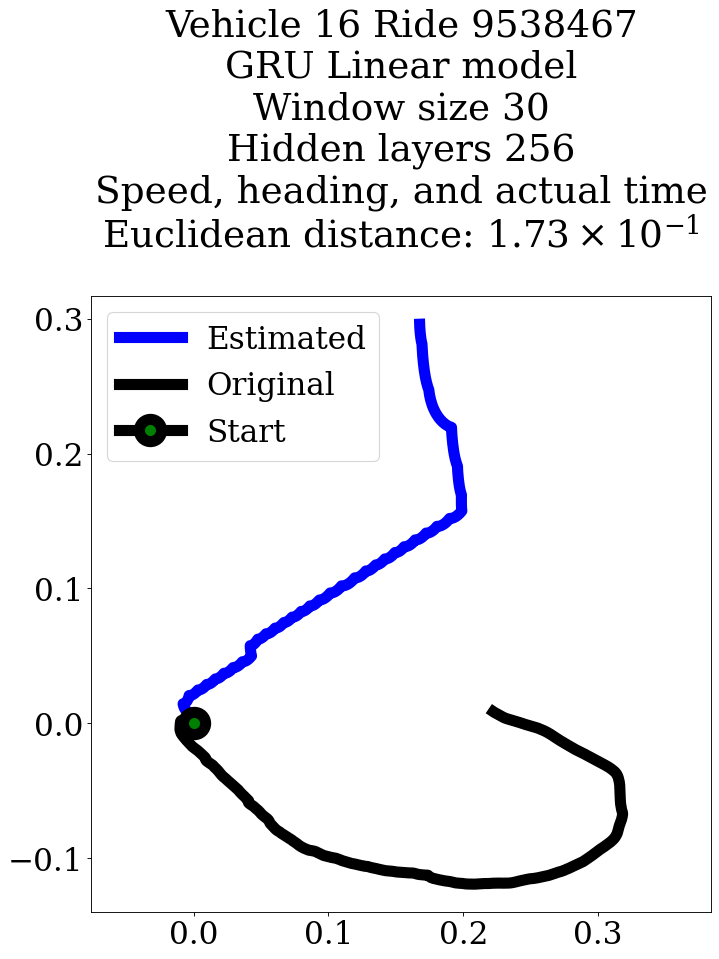 Vehicle 16 Ride 9538467
GRU Linear model
Window size 30
Hidden layers 256
Speed, heading, and actual time
Euclidean distance: 1.73 × 10⁻¹
Estimated
Original
Start
0.3
0.2
0.1
0.0
−0.1
0.0 0.1 0.2 0.3